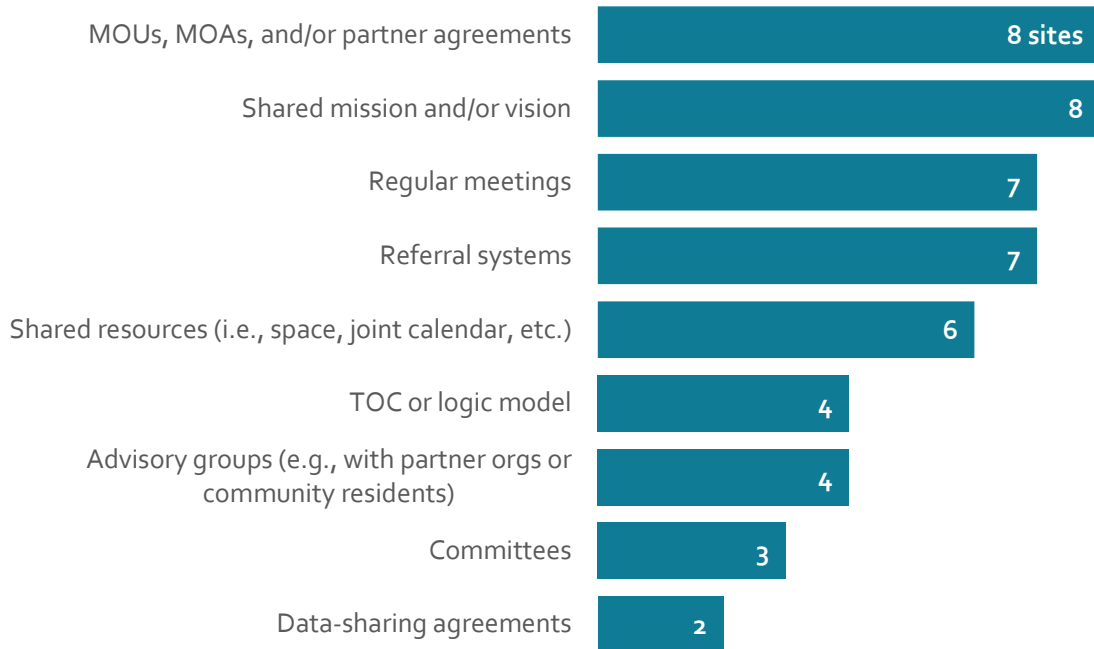 MOUs, MOAs, and/or partner agreements 8 sites
Shared mission and/or vision 8
Regular meetings 7
Referral systems 7
Shared resources (i.e., space, joint calendar, etc.) 6
TOC or logic model 4
Advisory groups (e.g., with partner orgs or
community residents) 4
Committees 3
Data-sharing agreements 2